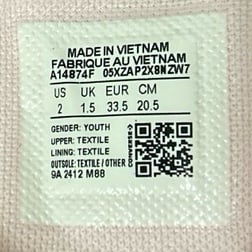 MADE IN VIETNAM
FABRIQUE AU VIETNAM
A14874F 05XZAP2X8NZW7
US UK EUR CM
2 1.5 33.5 20.5
GENDER: YOUTH
UPPER: TEXTILE
LINING: TEXTILE
OUTSOLE: TEXTILE / OTHER
9A 2412 M88